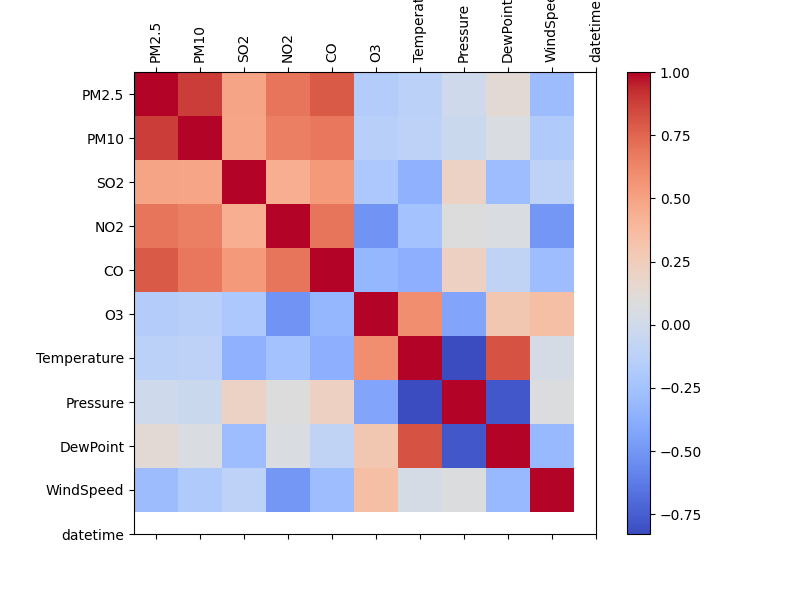 PM2.5
PM10
SO2
NO2
CO
O3
Temperat
Pressure
DewPoint
WindSpee
datetime
PM2.5
PM10
SO2
NO2
CO
O3
Temperature
Pressure
DewPoint
WindSpeed
datetime
1.00
0.75
0.50
0.25
0.00
−0.25
−0.50
−0.75